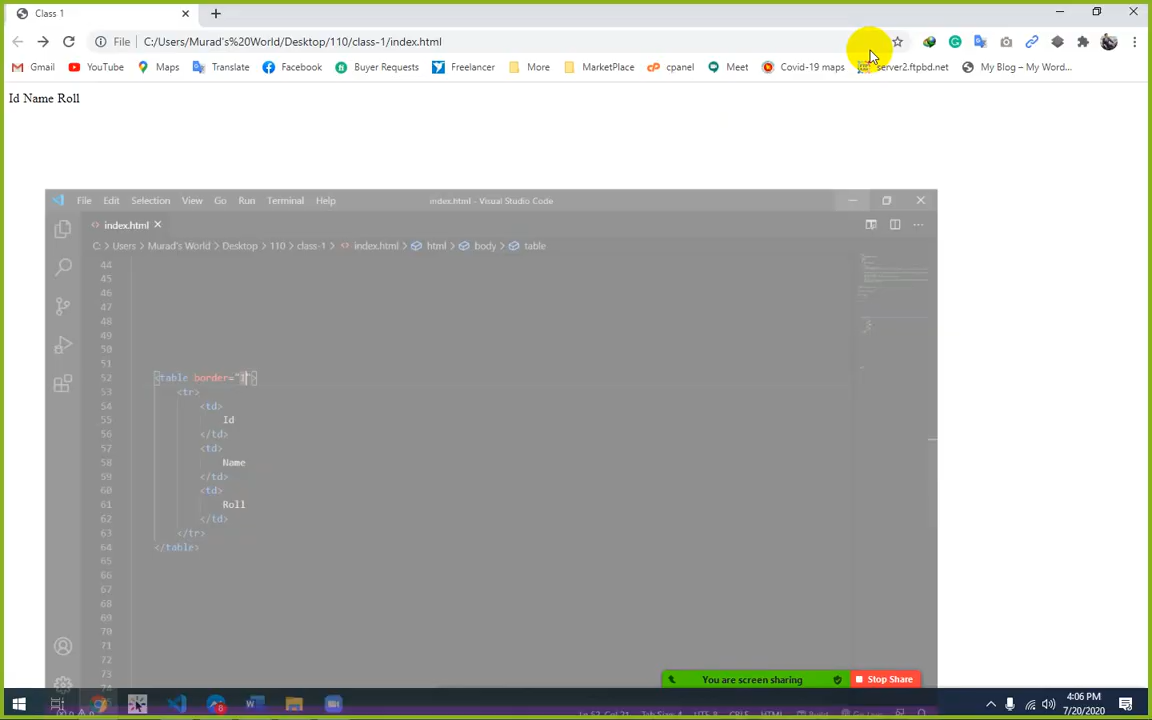 Class 1
File
C:/Users/Murad's%20World/Desktop/110/class-1/index.html
Gmail YouTube Maps Translate Facebook Buyer Requests Freelancer More MarketPlace cpanel Meet Covid-19 maps server2.ftpbd.net My Blog – My Word...
Id Name Roll
File Edit Selection View Go Run Terminal Help index.html - Visual Studio Code
index.html
C: > Users > Murad's World > Desktop > 110 > class-1 > index.html > html > body > table
44
45
46
47
48
49
50
51
52 <table border="1">
53 <tr>
54 <td>
55 Id
56 </td>
57 <td>
58 Name
59 </td>
60 <td>
61 Roll
62 </td>
63 </tr>
64 </table>
65
66
67
68
69
70
71
72
73
74
You are screen sharing Stop Share
4:06 PM
7/20/2020